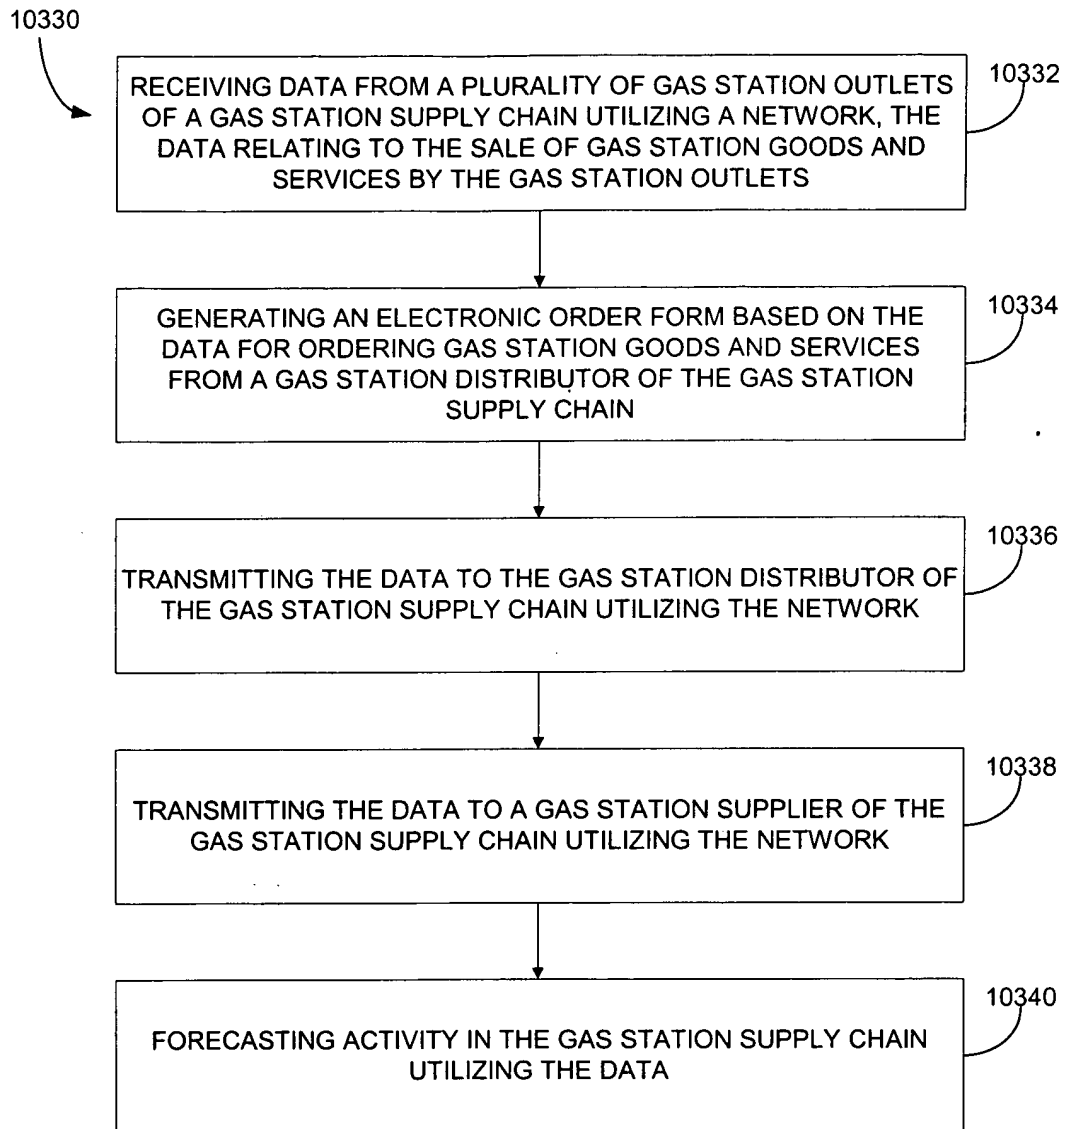 10330
RECEIVING DATA FROM A PLURALITY OF GAS STATION OUTLETS
OF A GAS STATION SUPPLY CHAIN UTILIZING A NETWORK, THE
DATA RELATING TO THE SALE OF GAS STATION GOODS AND
SERVICES BY THE GAS STATION OUTLETS
10332
GENERATING AN ELECTRONIC ORDER FORM BASED ON THE
DATA FOR ORDERING GAS STATION GOODS AND SERVICES
FROM A GAS STATION DISTRIBUTOR OF THE GAS STATION
SUPPLY CHAIN
10334
TRANSMITTING THE DATA TO THE GAS STATION DISTRIBUTOR OF
THE GAS STATION SUPPLY CHAIN UTILIZING THE NETWORK
10336
TRANSMITTING THE DATA TO A GAS STATION SUPPLIER OF THE
GAS STATION SUPPLY CHAIN UTILIZING THE NETWORK
10338
FORECASTING ACTIVITY IN THE GAS STATION SUPPLY CHAIN
UTILIZING THE DATA
10340